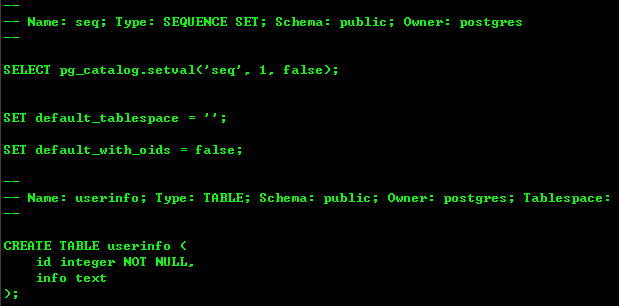 --
-- Name: seq; Type: SEQUENCE SET; Schema: public; Owner: postgres
--
SELECT pg_catalog.setval('seq', 1, false);
SET default_tablespace = '';
SET default_with_oids = false;
--
-- Name: userinfo; Type: TABLE; Schema: public; Owner: postgres; Tablespace:
--
CREATE TABLE userinfo (
    id integer NOT NULL,
    info text
);